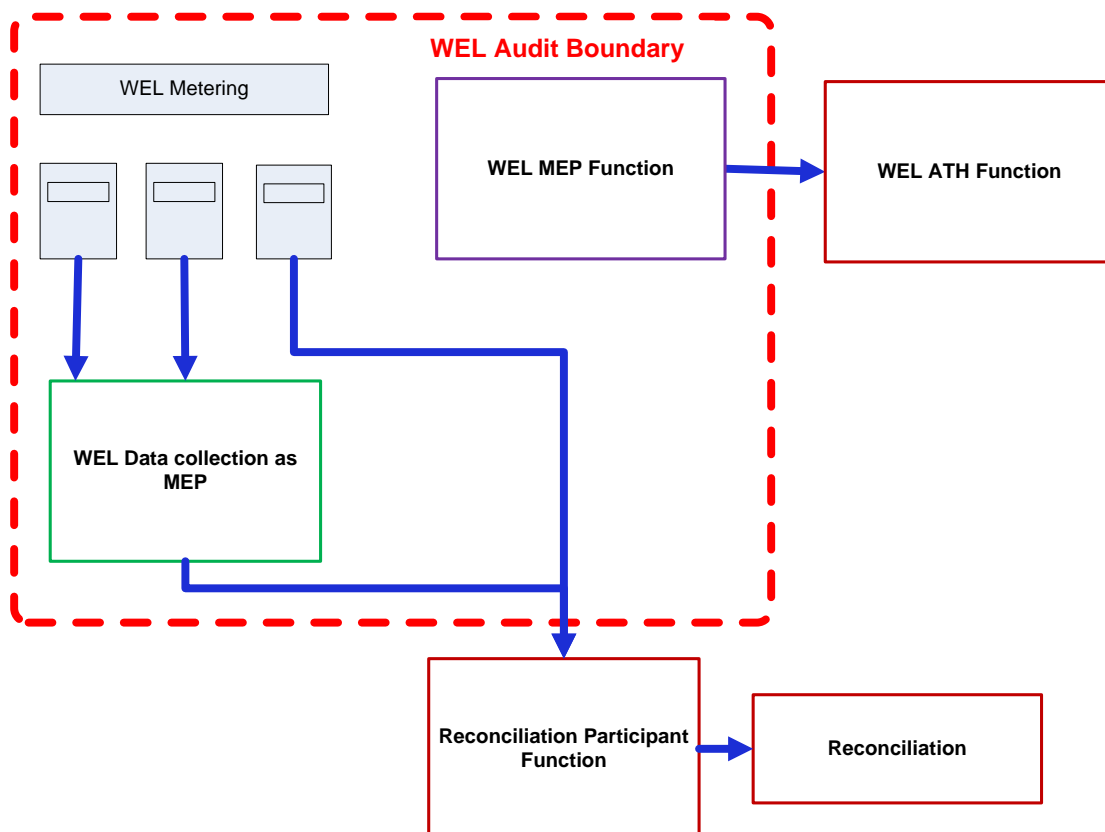 WEL Audit Boundary
WEL Metering
WEL MEP Function
WEL ATH Function
WEL Data collection as
MEP
Reconciliation Participant
Function
Reconciliation